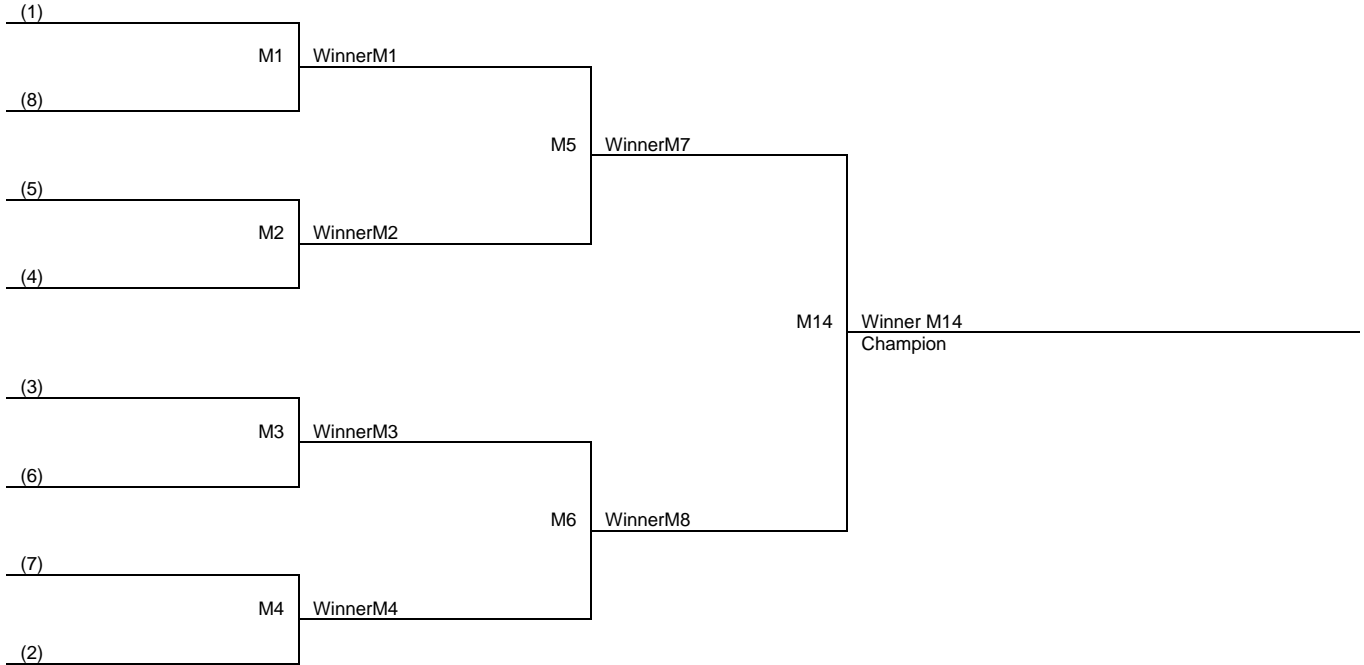 (1)
M1 WinnerM1
(8)
M5 WinnerM7
(5)
M2 WinnerM2
(4)
M14 Winner M14
Champion
(3)
M3 WinnerM3
(6)
M6 WinnerM8
(7)
M4 WinnerM4
(2)